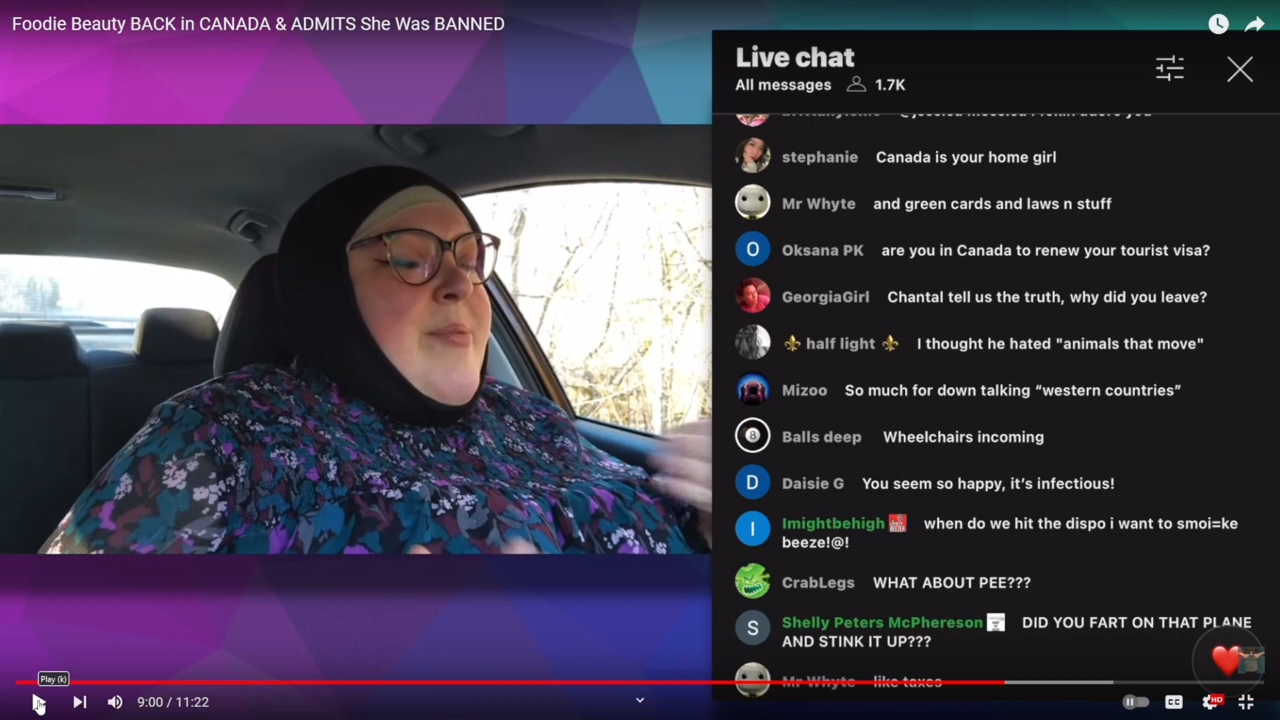 Foodie Beauty BACK in CANADA & ADMITS She Was BANNED
Live chat
All messages 1.7K
stephanie Canada is your home girl
Mr Whyte and green cards and laws n stuff
O Oksana PK are you in Canada to renew your tourist visa?
GeorgiaGirl Chantal tell us the truth, why did you leave?
⚜ half light ⚜ I thought he hated "animals that move"
Mizoo So much for down talking “western countries”
8 Balls deep Wheelchairs incoming
D Daisie G You seem so happy, it’s infectious!
I Imightbehigh when do we hit the dispo i want to smoi=ke
beeze!@!
CrabLegs WHAT ABOUT PEE???
S Shelly Peters McPhereson DID YOU FART ON THAT PLANE
AND STINK IT UP???
Mr Whyte like taxes
Play (k)
9:00 / 11:22
CC HD